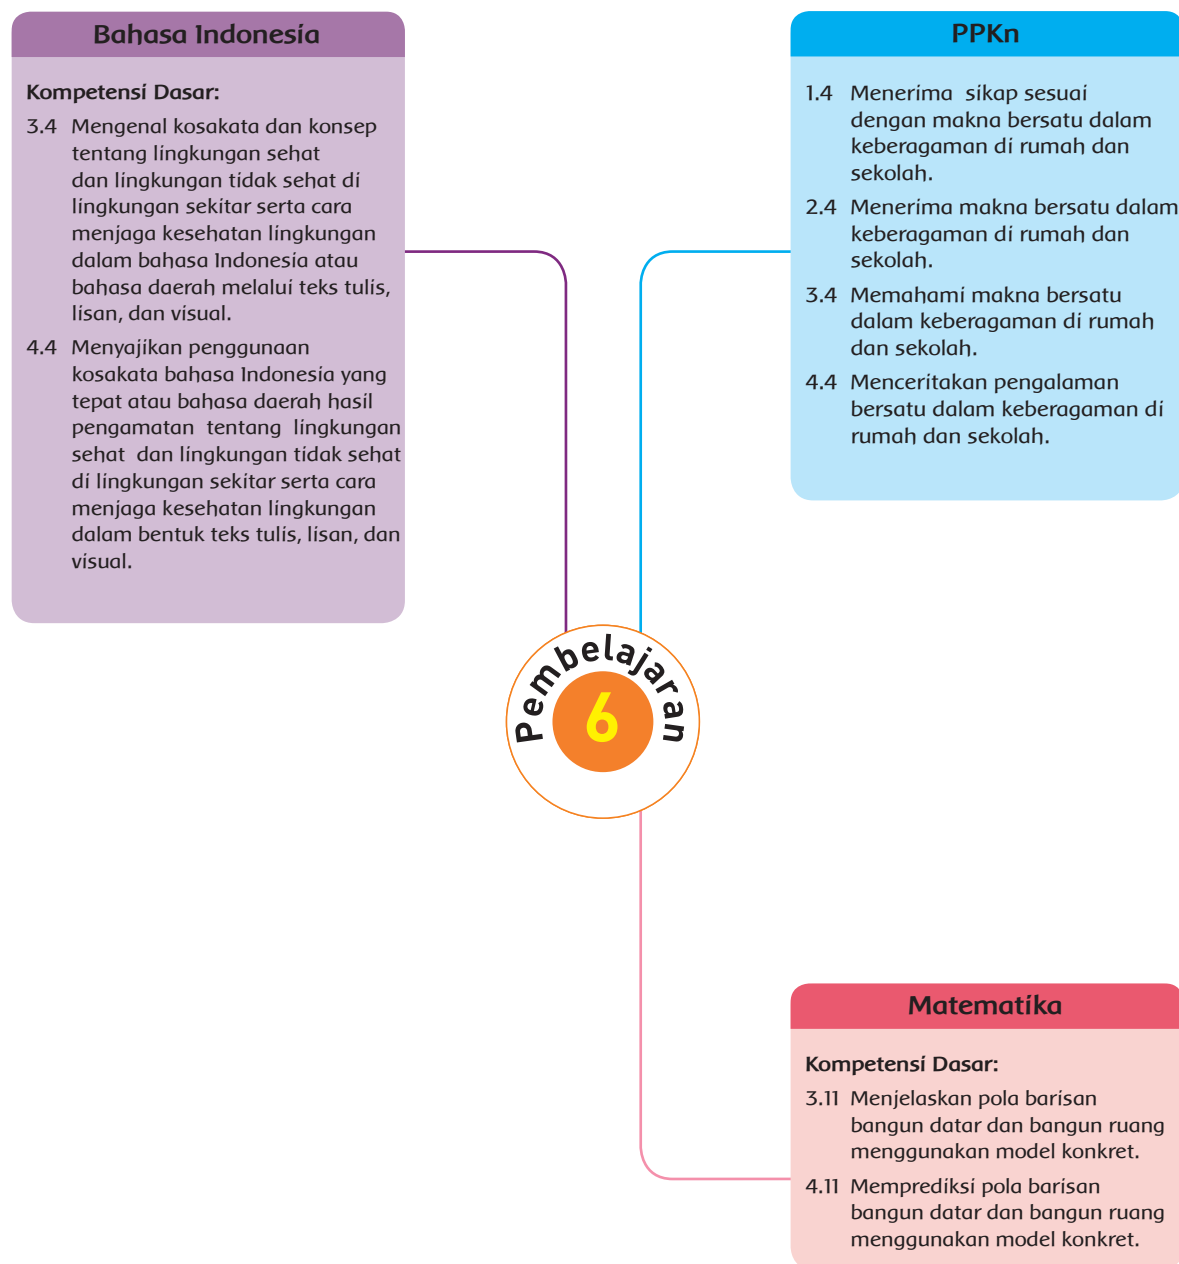 Bahasa Indonesia
Kompetensi Dasar:
3.4 Mengenal kosakata dan konsep
tentang lingkungan sehat
dan lingkungan tidak sehat di
lingkungan sekitar serta cara
menjaga kesehatan lingkungan
dalam bahasa Indonesia atau
bahasa daerah melalui teks tulis,
lisan, dan visual.
4.4 Menyajikan penggunaan
kosakata bahasa Indonesia yang
tepat atau bahasa daerah hasil
pengamatan tentang lingkungan
sehat dan lingkungan tidak sehat
di lingkungan sekitar serta cara
menjaga kesehatan lingkungan
dalam bentuk teks tulis, lisan, dan
visual.
PPKn
1.4 Menerima sikap sesuai
dengan makna bersatu dalam
keberagaman di rumah dan
sekolah.
2.4 Menerima makna bersatu dalam
keberagaman di rumah dan
sekolah.
3.4 Memahami makna bersatu
dalam keberagaman di rumah
dan sekolah.
4.4 Menceritakan pengalaman
bersatu dalam keberagaman di
rumah dan sekolah.
Pembelajaran
6
Matematika
Kompetensi Dasar:
3.11 Menjelaskan pola barisan
bangun datar dan bangun ruang
menggunakan model konkret.
4.11 Memprediksi pola barisan
bangun datar dan bangun ruang
menggunakan model konkret.